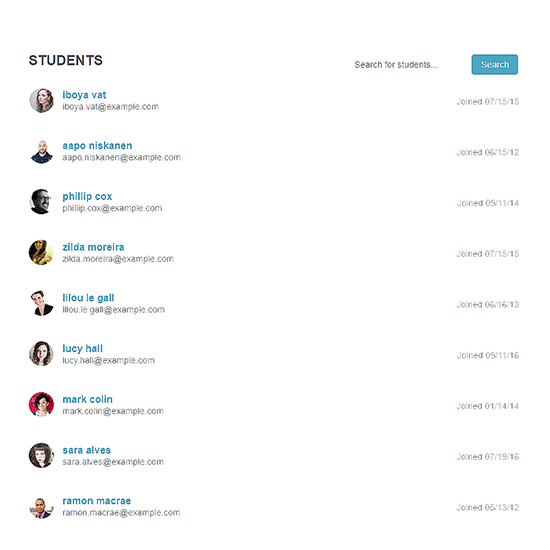 STUDENTS
Search for students...
Search
iboya vat
iboya.vat@example.com
Joined 07/15/15
aapo niskanen
aapo.niskanen@example.com
Joined 06/15/12
phillip cox
phillip.cox@example.com
Joined 09/11/14
zilda moreira
zilda.moreira@example.com
Joined 07/15/15
lilou le gall
lilou.le gall@example.com
Joined 06/16/13
lucy hall
lucy.hall@example.com
Joined 09/11/16
mark colin
mark.colin@example.com
Joined 01/14/14
sara alves
sara.alves@example.com
Joined 07/19/16
ramon macrae
ramon.macrae@example.com
Joined 05/13/12